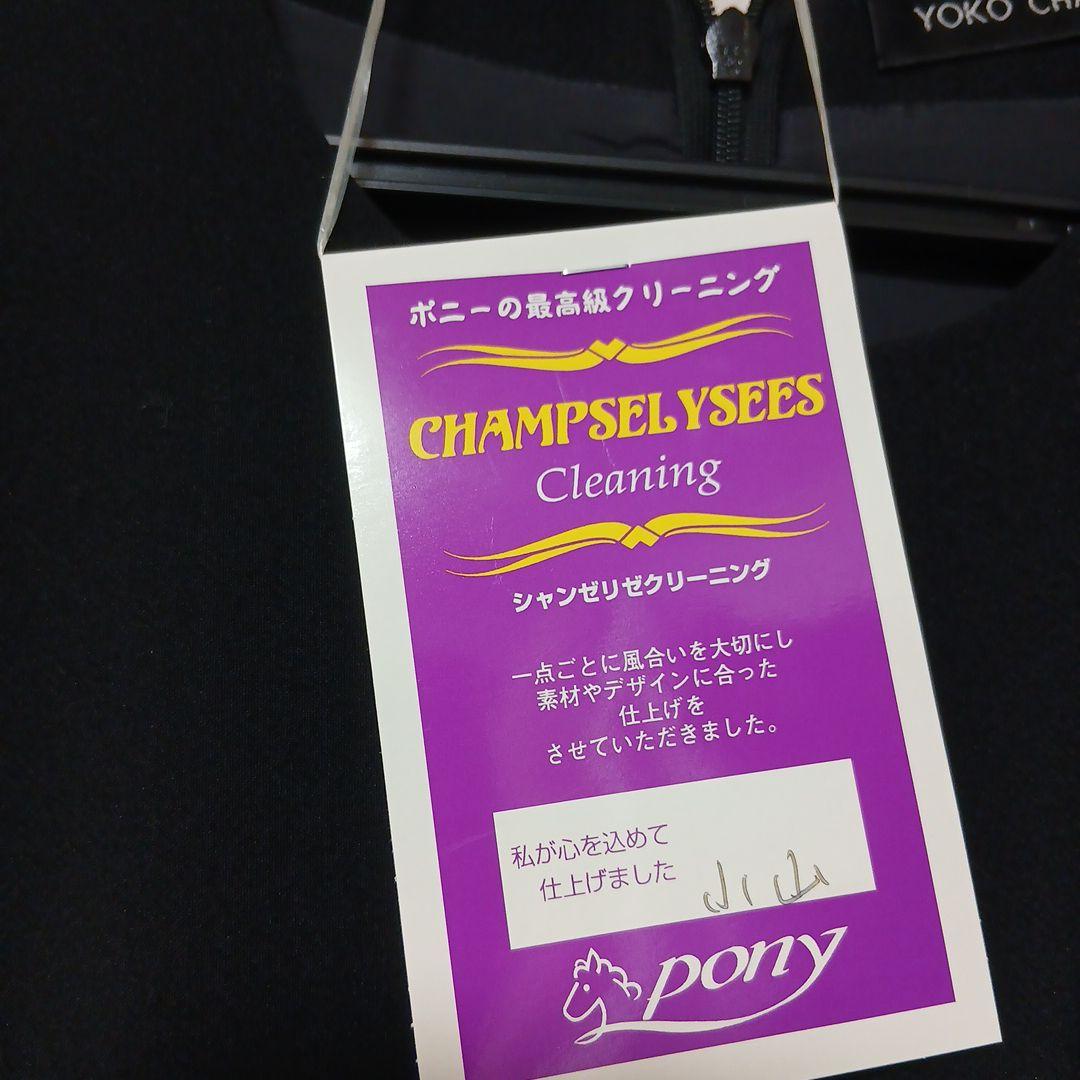 YOKO CHA
ポニーの最高級クリーニング
CHAMPSELYSEES
Cleaning
シャンゼリゼクリーニング
一点ごとに風合いを大切にし
素材やデザインに合った
仕上げを
させていただきました。
私が心を込めて
仕上げました 小山
pony